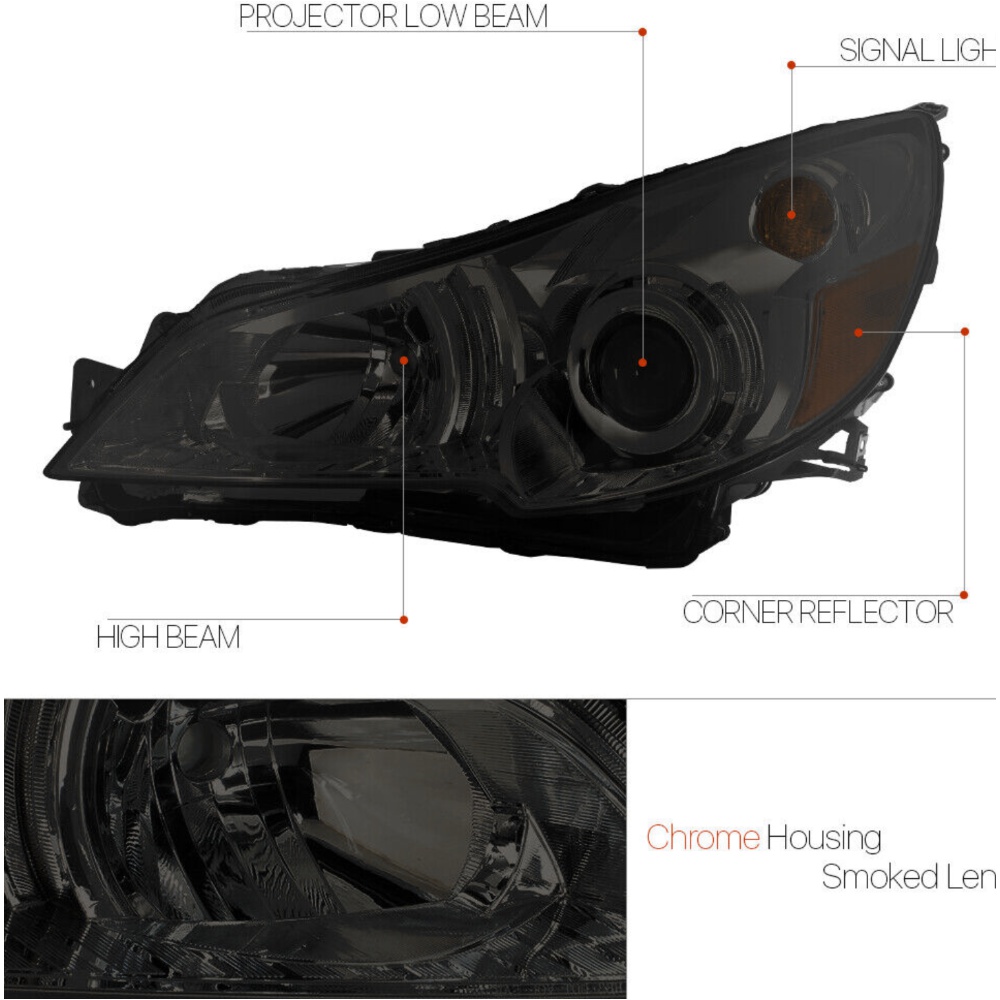 PROJECTOR LOW BEAM
SIGNAL LIGH
HIGH BEAM
CORNER REFLECTOR
Chrome Housing
Smoked Len